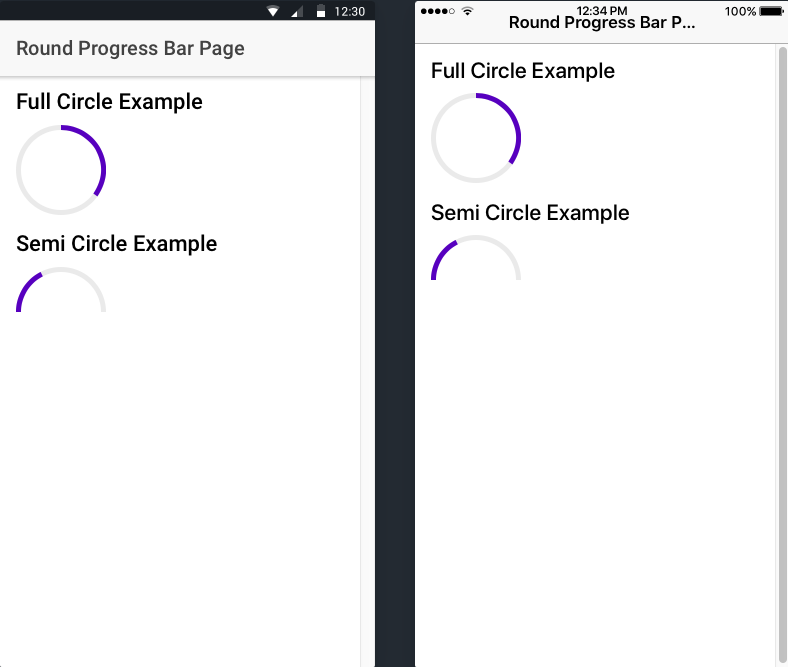 12:30
Round Progress Bar Page
Full Circle Example
Semi Circle Example
12:34 PM 100%
Round Progress Bar P...
Full Circle Example
Semi Circle Example